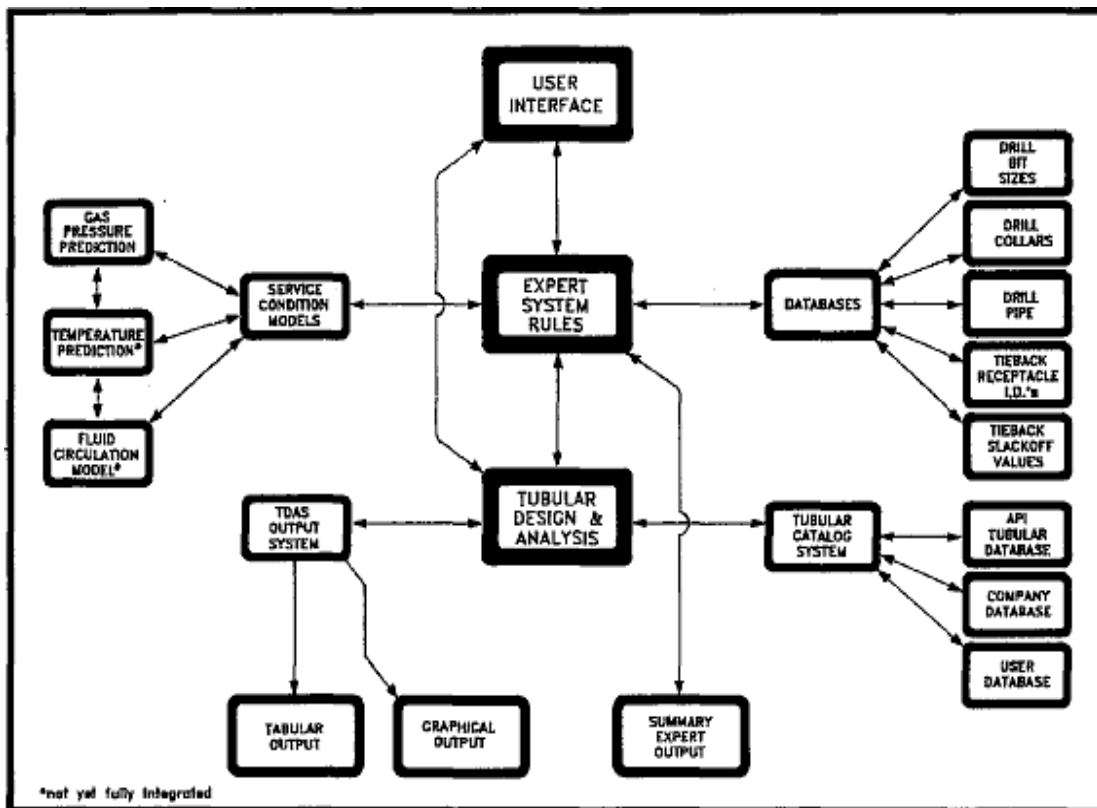 USER
INTERFACE
DRILL
BIT
SIZES
GAS
PRESSURE
PREDICTION
DRILL
COLLARS
SERVICE
CONDITION
MODELS
EXPERT
SYSTEM
RULES
DATABASES
DRILL
PIPE
TEMPERATURE
PREDICTION*
TIEBACK
RECEPTACLE
I.D.'s
FLUID
CIRCULATION
MODEL*
TIEBACK
SLACKOFF
VALUES
TDAS
OUTPUT
SYSTEM
TUBULAR
DESIGN &
ANALYSIS
TUBULAR
CATALOG
SYSTEM
API
TUBULAR
DATABASE
COMPANY
DATABASE
USER
DATABASE
TABULAR
OUTPUT
GRAPHICAL
OUTPUT
SUMMARY
EXPERT
OUTPUT
*not yet fully integrated